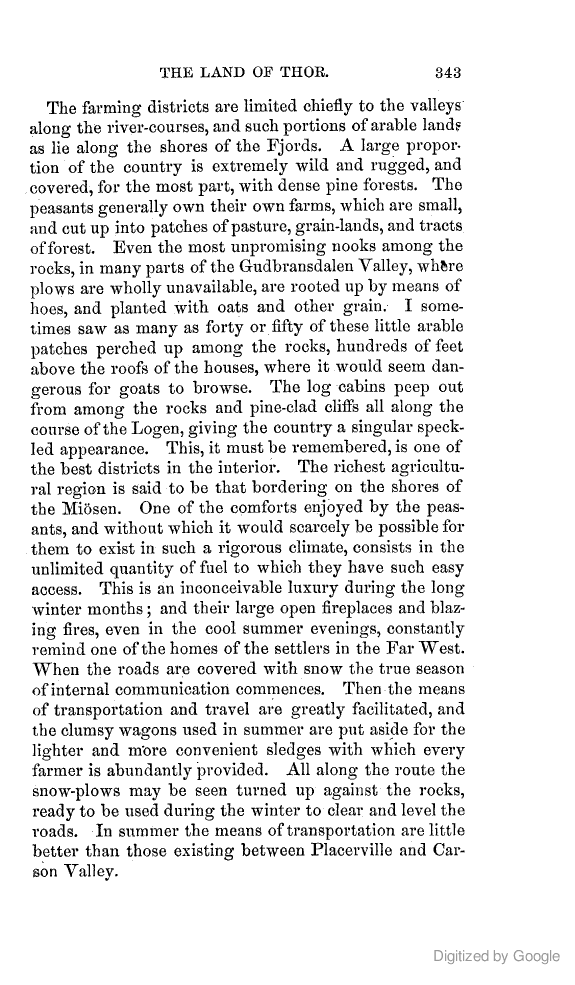 THE LAND OF THOR. 343
The farming districts are limited chiefly to the valleys
along the river-courses, and such portions of arable lands
as lie along the shores of the Fjords. A large propor-
tion of the country is extremely wild and rugged, and
covered, for the most part, with dense pine forests. The
peasants generally own their own farms, which are small,
and cut up into patches of pasture, grain-lands, and tracts
of forest. Even the most unpromising nooks among the
rocks, in many parts of the Gudbransdalen Valley, where
plows are wholly unavailable, are rooted up by means of
hoes, and planted with oats and other grain. I some-
times saw as many as forty or fifty of these little arable
patches perched up among the rocks, hundreds of feet
above the roofs of the houses, where it would seem dan-
gerous for goats to browse. The log cabins peep out
from among the rocks and pine-clad cliffs all along the
course of the Logen, giving the country a singular speck-
led appearance. This, it must be remembered, is one of
the best districts in the interior. The richest agricultu-
ral region is said to be that bordering on the shores of
the Miösen. One of the comforts enjoyed by the peas-
ants, and without which it would scarcely be possible for
them to exist in such a rigorous climate, consists in the
unlimited quantity of fuel to which they have such easy
access. This is an inconceivable luxury during the long
winter months; and their large open fireplaces and blaz-
ing fires, even in the cool summer evenings, constantly
remind one of the homes of the settlers in the Far West.
When the roads are covered with snow the true season
of internal communication commences. Then the means
of transportation and travel are greatly facilitated, and
the clumsy wagons used in summer are put aside for the
lighter and more convenient sledges with which every
farmer is abundantly provided. All along the route the
snow-plows may be seen turned up against the rocks,
ready to be used during the winter to clear and level the
roads. In summer the means of transportation are little
better than those existing between Placerville and Car-
son Valley.
Digitized by Google